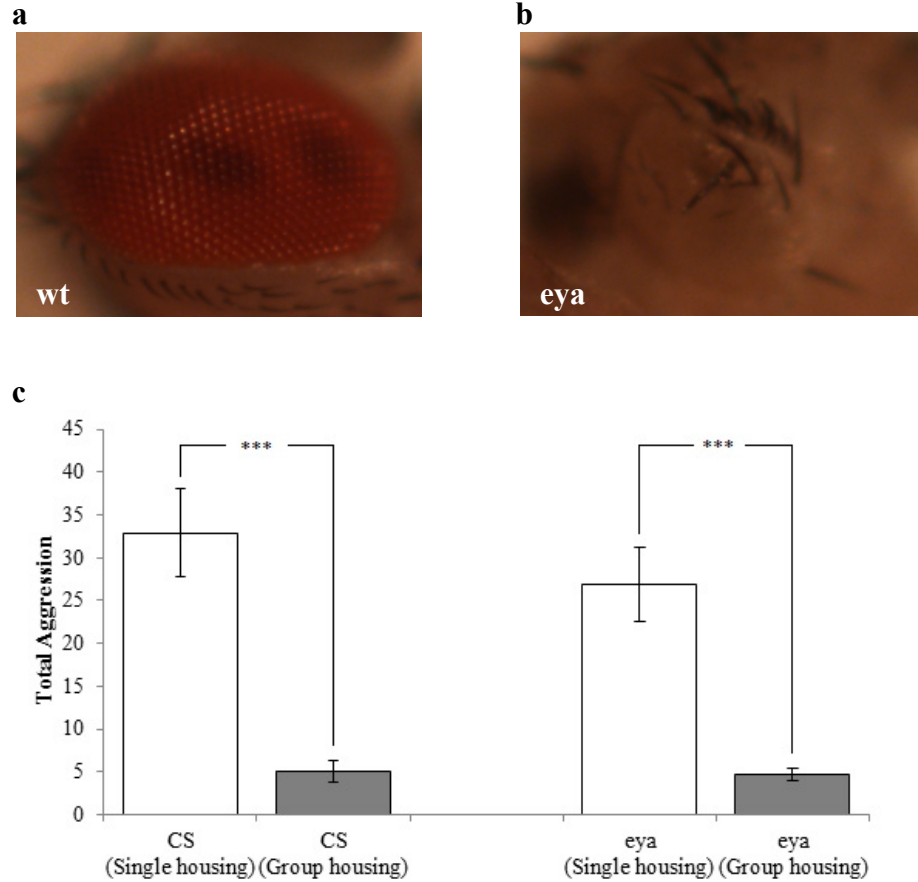 a
b
wt
eya
c
Total Aggression
45
40
35
30
25
20
15
10
5
0
***
***
CS
(Single housing)
CS
(Group housing)
eya
(Single housing)
eya
(Group housing)